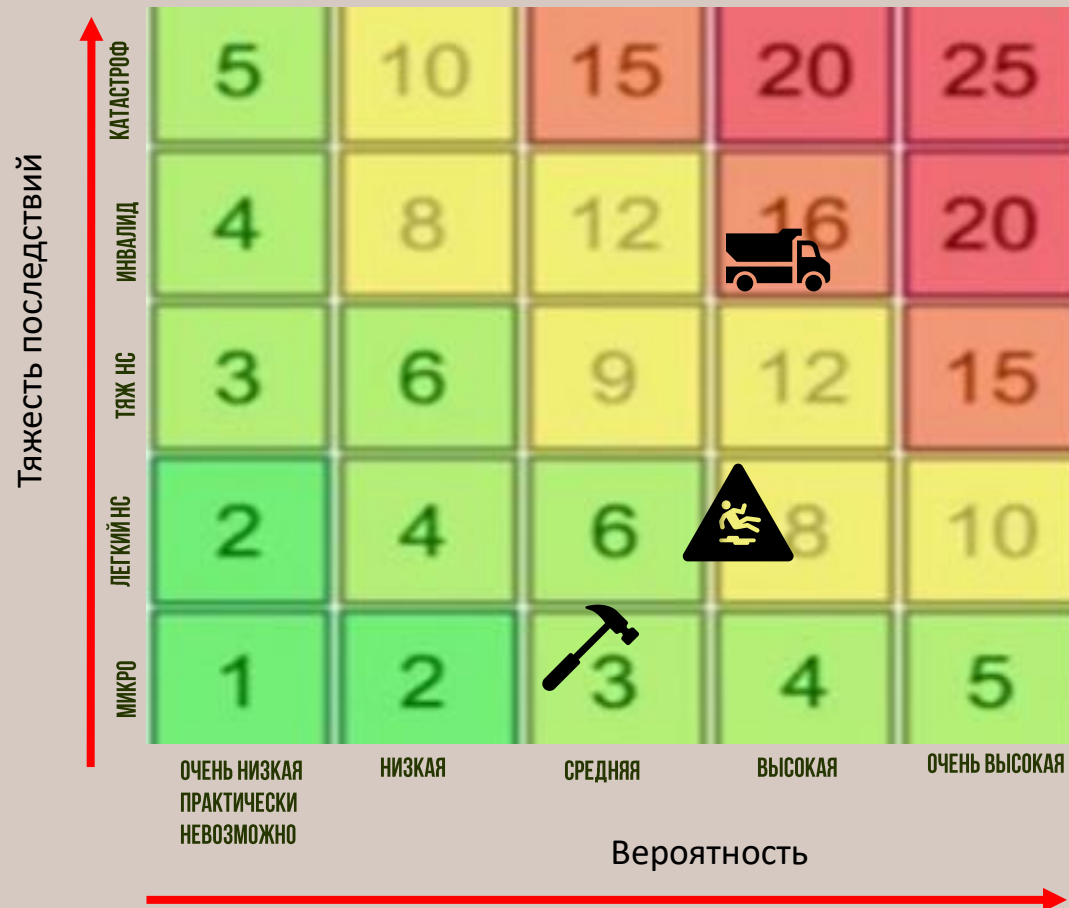 Тяжесть последствий
КАТАСТРОФ
5 10 15 20 25
ИНВАЛИД
4 8 12 16 20
ТЯЖ НС
3 6 9 12 15
ЛЕГКИЙ НС
2 4 6 8 10
МИКРО
1 2 3 4 5
ОЧЕНЬ НИЗКАЯ
ПРАКТИЧЕСКИ
НЕВОЗМОЖНО
НИЗКАЯ
СРЕДНЯЯ
ВЫСОКАЯ
ОЧЕНЬ ВЫСОКАЯ
Вероятность